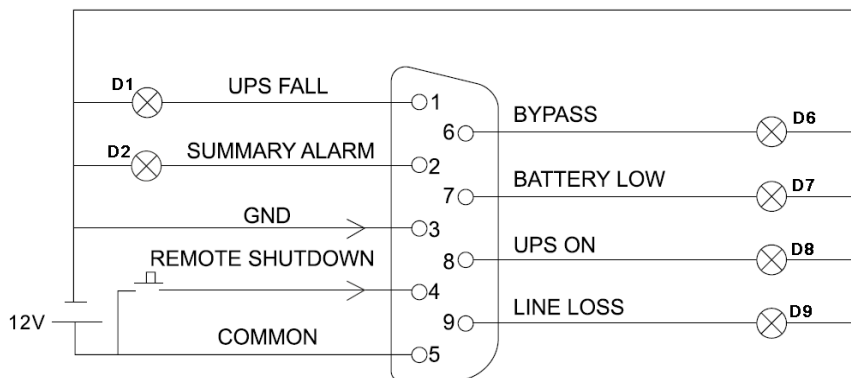 D1
UPS FALL
1
BYPASS
D6
6
D2
SUMMARY ALARM
2
BATTERY LOW
D7
7
GND
3
UPS ON
D8
8
REMOTE SHUTDOWN
4
LINE LOSS
D9
9
12V
COMMON
5